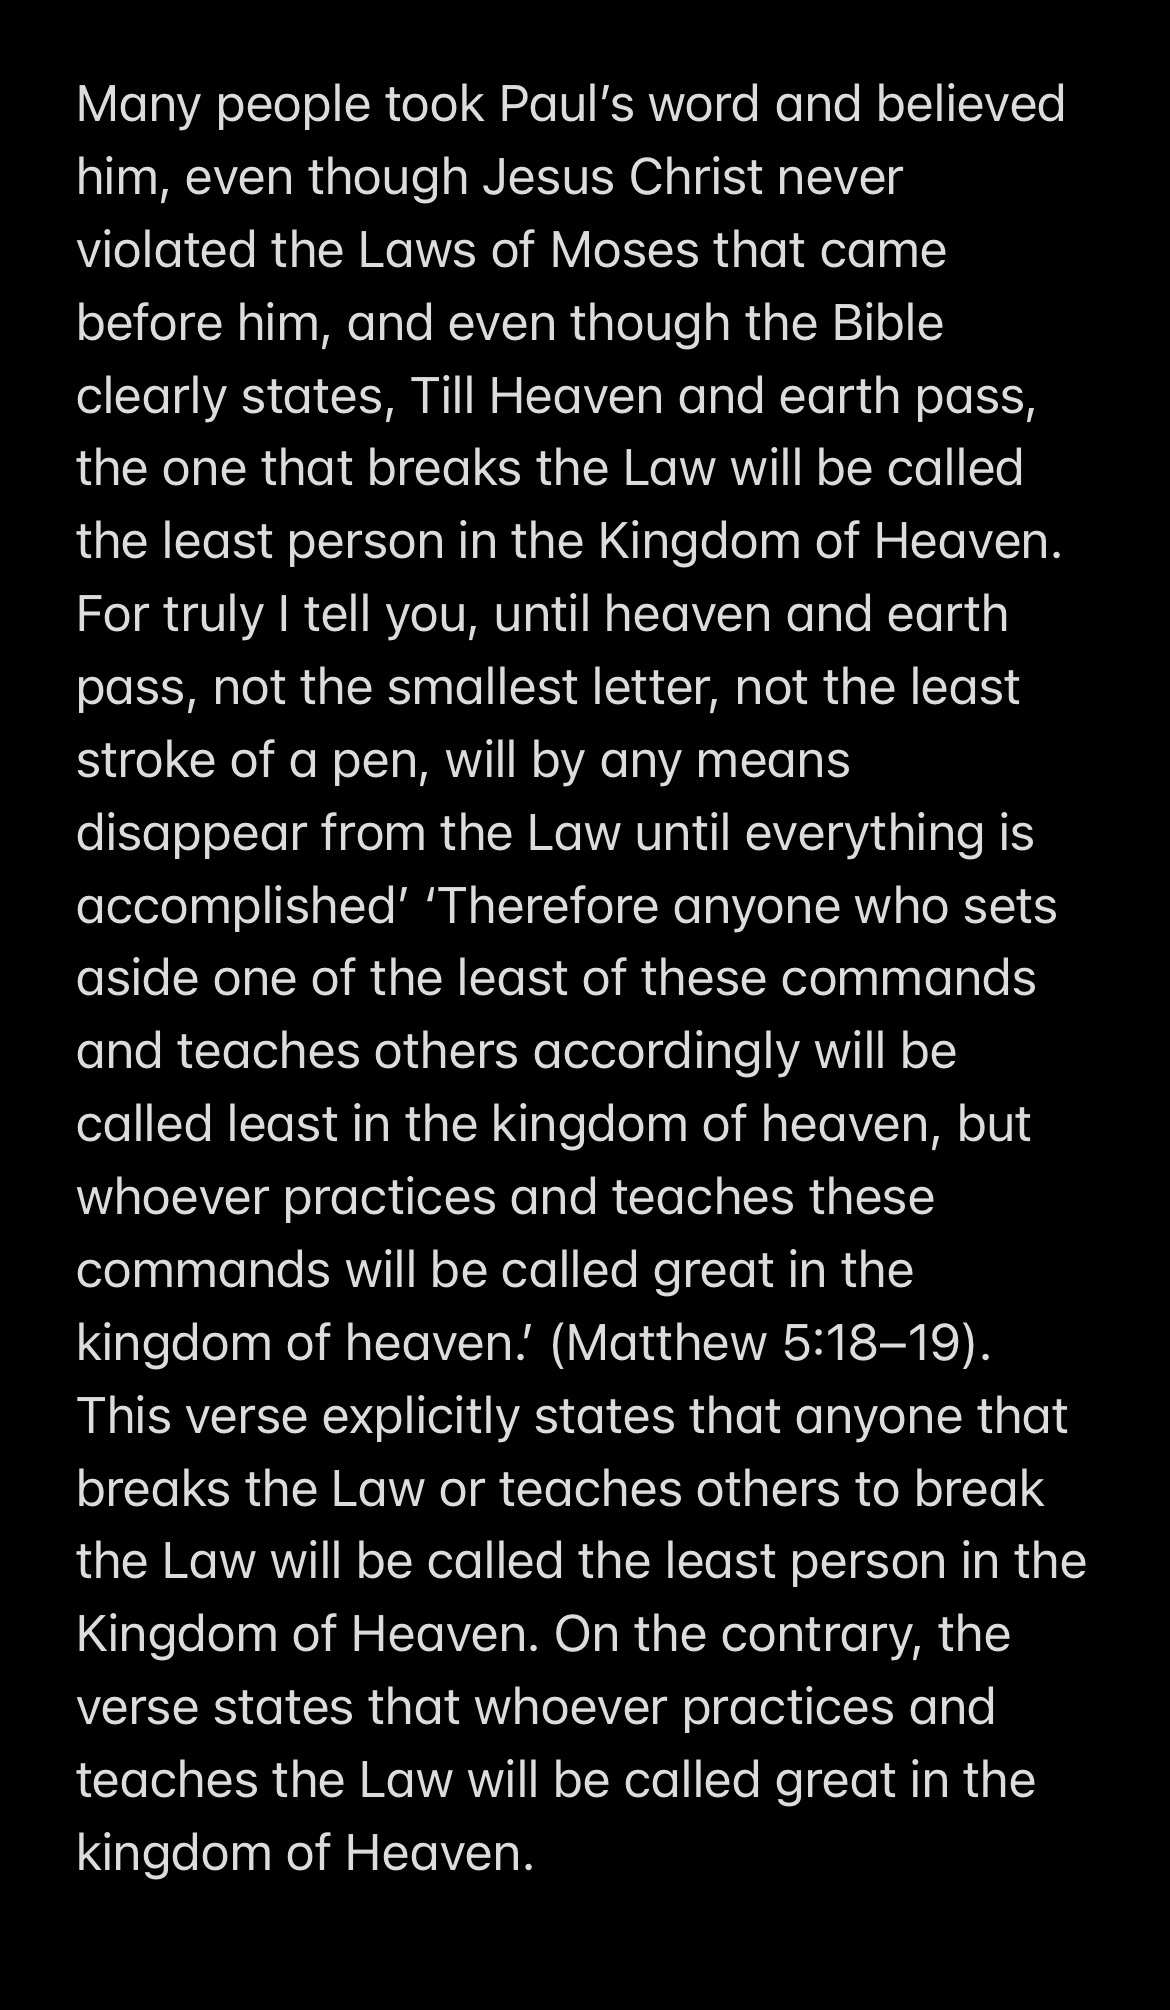 Many people took Paul’s word and believed
him, even though Jesus Christ never
violated the Laws of Moses that came
before him, and even though the Bible
clearly states, Till Heaven and earth pass,
the one that breaks the Law will be called
the least person in the Kingdom of Heaven.
For truly I tell you, until heaven and earth
pass, not the smallest letter, not the least
stroke of a pen, will by any means
disappear from the Law until everything is
accomplished’ ‘Therefore anyone who sets
aside one of the least of these commands
and teaches others accordingly will be
called least in the kingdom of heaven, but
whoever practices and teaches these
commands will be called great in the
kingdom of heaven.’ (Matthew 5:18–19).
This verse explicitly states that anyone that
breaks the Law or teaches others to break
the Law will be called the least person in the
Kingdom of Heaven. On the contrary, the
verse states that whoever practices and
teaches the Law will be called great in the
kingdom of Heaven.